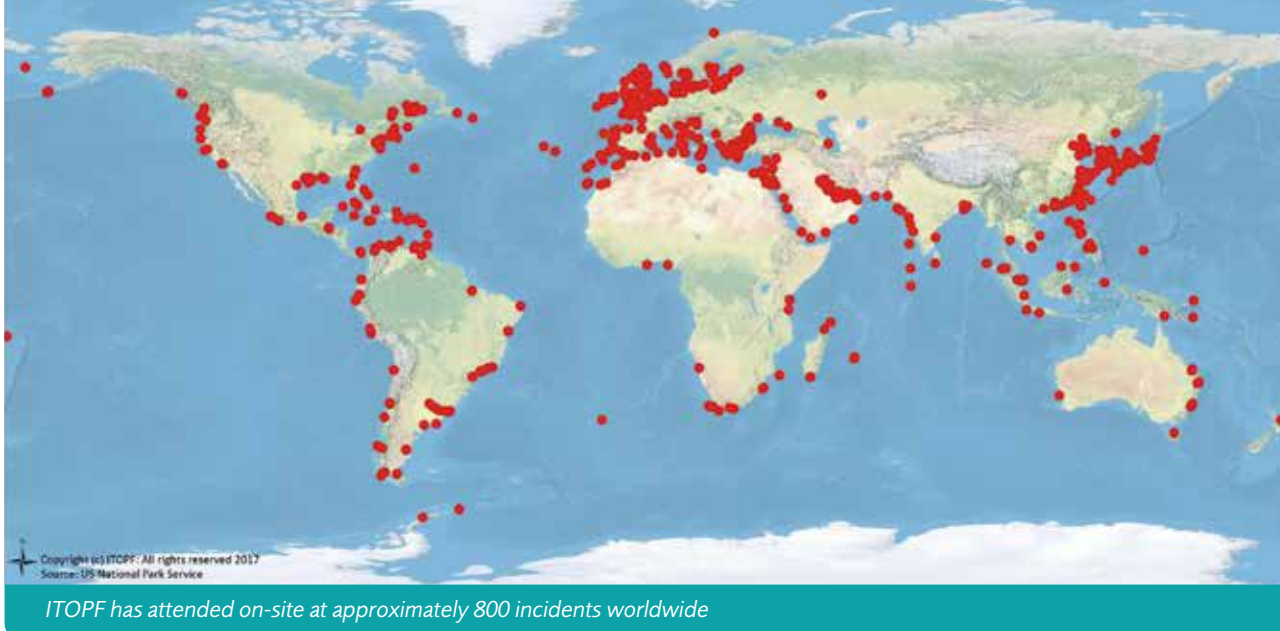 Copyright (c) ITOPF: All rights reserved 2017
Source: US National Park Service
ITOPF has attended on-site at approximately 800 incidents worldwide